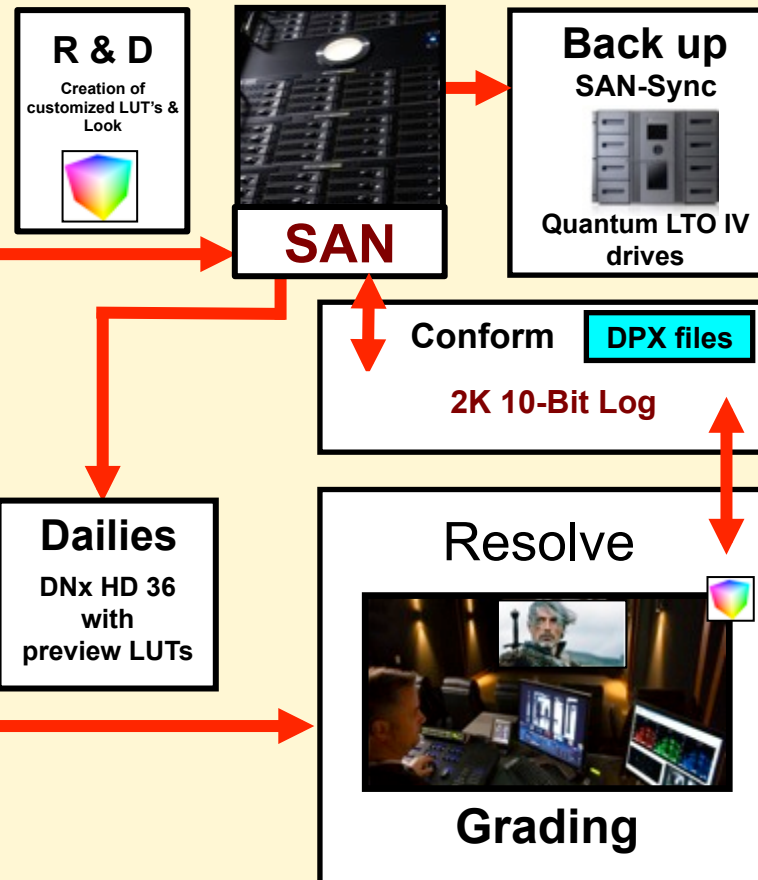 R & D
Creation of
customized LUT's &
Look
SAN
Back up
SAN-Sync
Quantum LTO IV
drives
Conform
DPX files
2K 10-Bit Log
Dailies
DNx HD 36
with
preview LUTs
Resolve
Grading